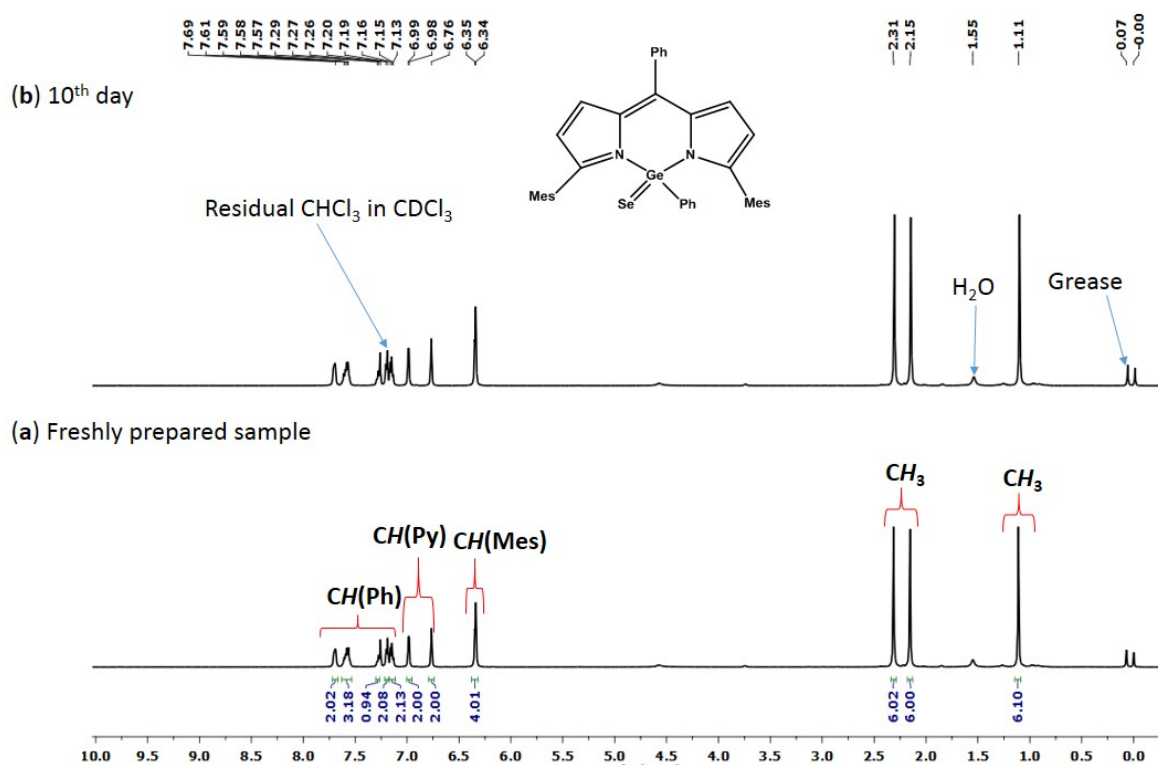 7.69 7.61 7.59 7.58 7.57 7.29 7.27 7.26 7.20 7.19 7.16 7.15 7.13 6.99 6.98 6.76 6.35 6.34 2.31 2.15 1.55 1.11 0.07 -0.00
(b) 10th day
Ph
N N
Ge
Mes Se Ph Mes
Residual CHCl3 in CDCl3
H2O
Grease
(a) Freshly prepared sample
CH3 CH3
CH(Py) CH(Mes)
CH(Ph)
2.02 3.18 0.94 2.08 2.13 2.00 2.00 4.01 6.02 6.00 6.10
10.0 9.5 9.0 8.5 8.0 7.5 7.0 6.5 6.0 5.5 5.0 4.5 4.0 3.5 3.0 2.5 2.0 1.5 1.0 0.5 0.0